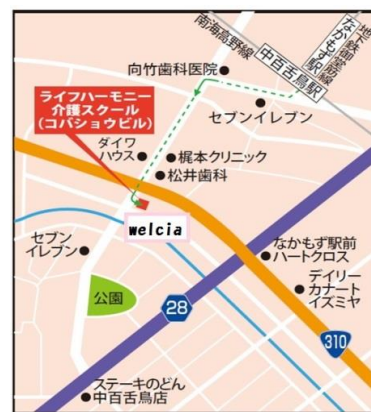 南海高野線
地下鉄御堂筋線
なかもず駅
中百舌鳥駅
向竹歯科医院
セブンイレブン
ライフハーモニー
介護スクール
(コバショウビル)
ダイワ
ハウス
梶本クリニック
松井歯科
welcia
セブン
イレブン
なかもず駅前
ハートクロス
デイリー
カナート
イズミヤ
公園
28
310
ステーキのどん
中百舌鳥店